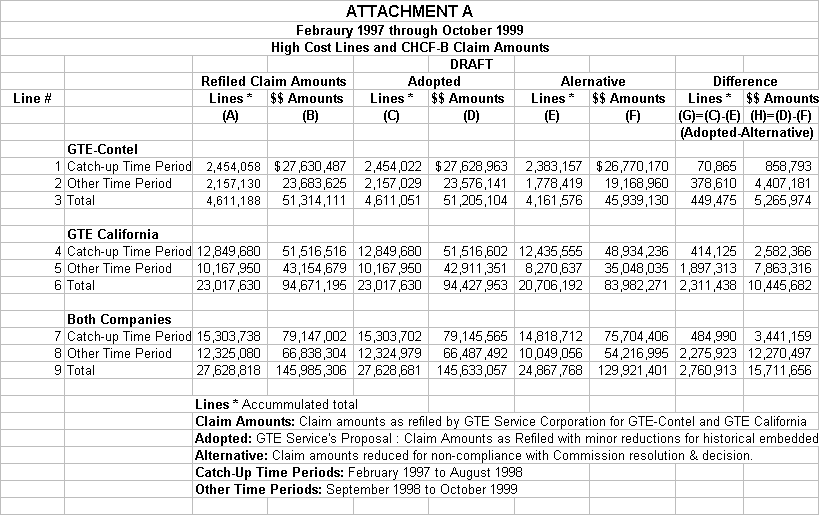 ATTACHMENT A
Febraury 1997 through October 1999
High Cost Lines and CHCF-B Claim Amounts
DRAFT
Refiled Claim Amounts Adopted Alernative Difference
Line # Lines * $$ Amounts Lines * $$ Amounts Lines * $$ Amounts Lines * $$ Amounts
(A) (B) (C) (D) (E) (F) (G)=(C)-(E) (H)=(D)-(F)
(Adopted-Alternative)
GTE-Contel
1 Catch-up Time Period 2,454,058 $27,630,487 2,454,022 $27,628,963 2,383,157 $26,770,170 70,865 858,793
2 Other Time Period 2,157,130 23,683,625 2,157,029 23,576,141 1,778,419 19,168,960 378,610 4,407,181
3 Total 4,611,188 51,314,111 4,611,051 51,205,104 4,161,576 45,939,130 449,475 5,265,974
GTE California
4 Catch-up Time Period 12,849,680 51,516,516 12,849,680 51,516,602 12,435,555 48,934,236 414,125 2,582,366
5 Other Time Period 10,167,950 43,154,679 10,167,950 42,911,351 8,270,637 35,048,035 1,897,313 7,863,316
6 Total 23,017,630 94,671,195 23,017,630 94,427,953 20,706,192 83,982,271 2,311,438 10,445,682
Both Companies
7 Catch-up Time Period 15,303,738 79,147,002 15,303,702 79,145,565 14,818,712 75,704,406 484,990 3,441,159
8 Other Time Period 12,325,080 66,838,304 12,324,979 66,487,492 10,049,056 54,216,995 2,275,923 12,270,497
9 Total 27,628,818 145,985,306 27,628,681 145,633,057 24,867,768 129,921,401 2,760,913 15,711,656
Lines * Accummulated total
Claim Amounts: Claim amounts as refiled by GTE Service Corporation for GTE-Contel and GTE California
Adopted: GTE Service's Proposal : Claim Amounts as Refiled with minor reductions for historical embedded
Alternative: Claim amounts reduced for non-compliance with Commission resolution & decision.
Catch-Up Time Periods: February 1997 to August 1998
Other Time Periods: September 1998 to October 1999